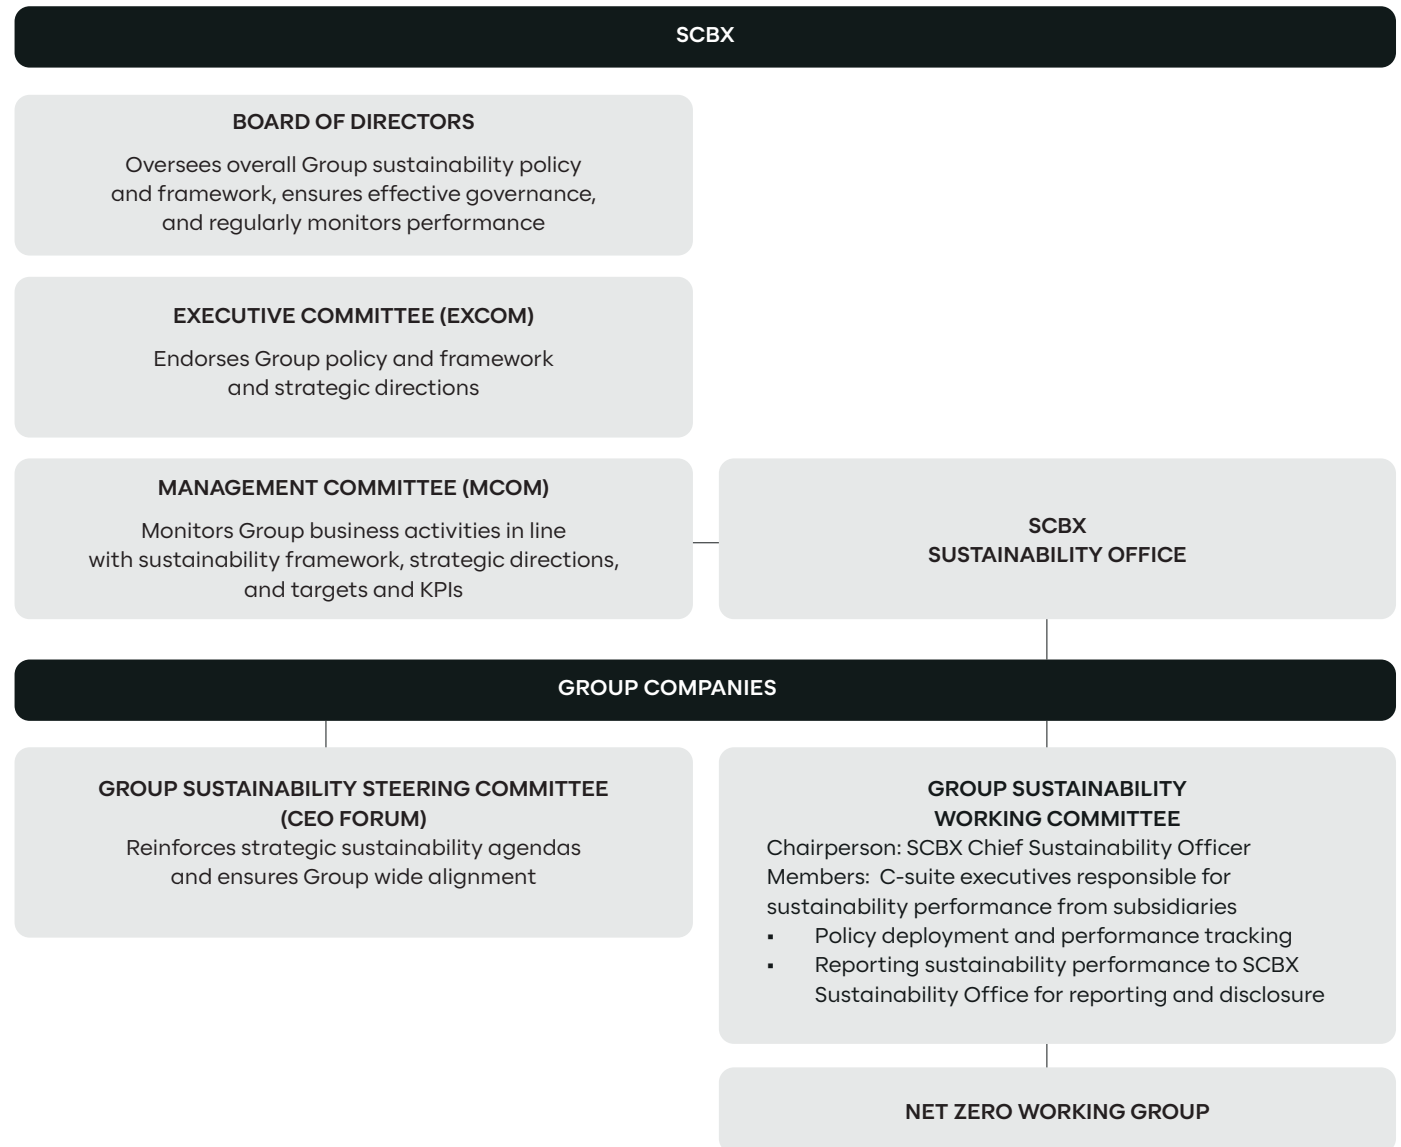 SCBX
BOARD OF DIRECTORS
Oversees overall Group sustainability policy
and framework, ensures effective governance,
and regularly monitors performance
EXECUTIVE COMMITTEE (EXCOM)
Endorses Group policy and framework
and strategic directions
MANAGEMENT COMMITTEE (MCOM)
Monitors Group business activities in line
with sustainability framework, strategic directions,
and targets and KPIs
SCBX
SUSTAINABILITY OFFICE
GROUP COMPANIES
GROUP SUSTAINABILITY STEERING COMMITTEE
(CEO FORUM)
Reinforces strategic sustainability agendas
and ensures Group wide alignment
GROUP SUSTAINABILITY
WORKING COMMITTEE
Chairperson: SCBX Chief Sustainability Officer
Members:  C-suite executives responsible for
sustainability performance from subsidiaries
▪ Policy deployment and performance tracking
▪ Reporting sustainability performance to SCBX
Sustainability Office for reporting and disclosure
NET ZERO WORKING GROUP